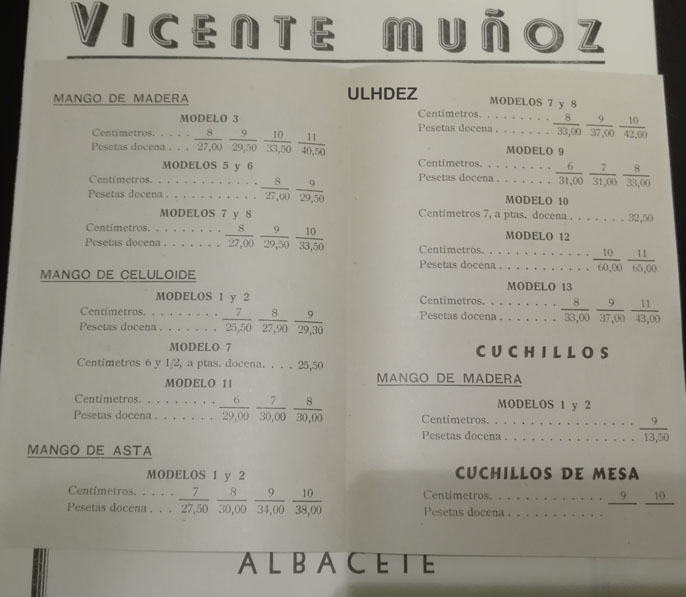 VICENTE MUÑOZ
MANGO DE MADERA
MODELO 3
Centímetros. . . . . 8 9 10 11
Pesetas docena . . . 27,00 29,50 33,50 40,50
MODELOS 5 y 6
Centímetros. . . . . . . . . . . . . 8 9
Pesetas docena . . . . . . . . . . . 27,00 29,50
MODELOS 7 y 8
Centímetros. . . . . . . . . 8 9 10
Pesetas docena . . . . . . . 27,00 29,50 33,50
MANGO DE CELULOIDE
MODELOS 1 y 2
Centímetros. . . . . . . . . 7 8 9
Pesetas docena . . . . . . . 25,50 27,90 29,30
MODELO 7
Centímetros 6 y 1/2, a ptas. docena. . . . 25,50
MODELO 11
Centímetros. . . . . . . . . 6 7 8
Pesetas docena . . . . . . . 29,00 30,00 30,00
MANGO DE ASTA
MODELOS 1 y 2
Centímetros. . . . . 7 8 9 10
Pesetas docena . . . 27,50 30,00 34,00 38,00
ULHDEZ
MODELOS 7 y 8
Centímetros. . . . . . . . . 8 9 10
Pesetas docena . . . . . . . 33,00 37,00 42,00
MODELO 9
Centímetros. . . . . . . . . 6 7 8
Pesetas docena . . . . . . . 31,00 31,00 33,00
MODELO 10
Centímetros 7, a ptas. docena . . . . . . . 32,50
MODELO 12
Centímetros. . . . . . . . . . . . . 10 11
Pesetas docena . . . . . . . . . . . 60,00 65,00
MODELO 13
Centímetros. . . . . . . . . 8 9 11
Pesetas docena . . . . . . . 33,00 37,00 43,00
CUCHILLOS
MANGO DE MADERA
MODELOS 1 y 2
Centímetros. . . . . . . . . . . . . . . . . 9
Pesetas docena . . . . . . . . . . . . . . . 13,50
CUCHILLOS DE MESA
Centímetros. . . . . . . . . . . . . 9 10
Pesetas docena . . . . . . . . . . .
ALBACETE